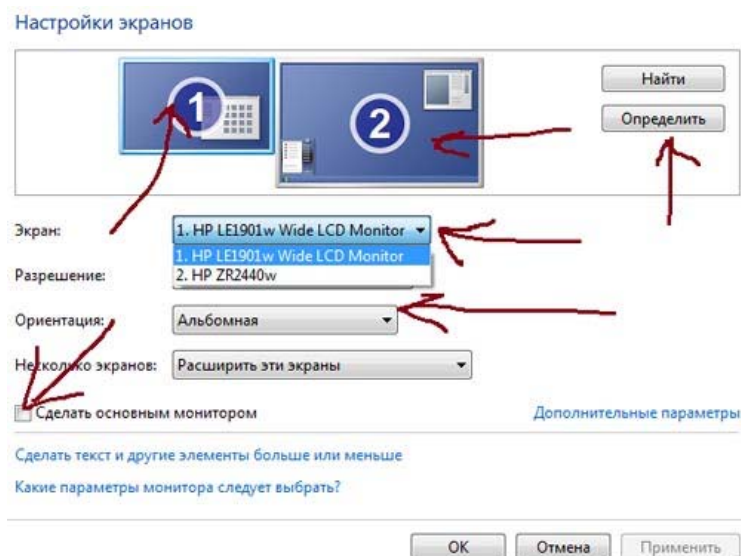 Настройки экранов
1
2
Найти
Определить
Экран:
1. HP LE1901w Wide LCD Monitor
1. HP LE1901w Wide LCD Monitor
2. HP ZR2440w
Разрешение:
Ориентация:
Альбомная
Несколько экранов:
Расширить эти экраны
Сделать основным монитором
Дополнительные параметры
Сделать текст и другие элементы больше или меньше
Какие параметры монитора следует выбрать?
ОК
Отмена
Применить